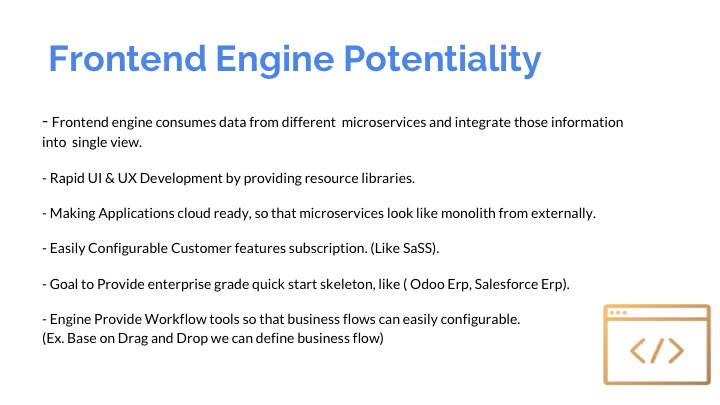 Frontend Engine Potentiality
- Frontend engine consumes data from different  microservices and integrate those information
into  single view.
- Rapid UI & UX Development by providing resource libraries.
- Making Applications cloud ready, so that microservices look like monolith from externally.
- Easily Configurable Customer features subscription. (Like SaSS).
- Goal to Provide enterprise grade quick start skeleton, like ( Odoo Erp, Salesforce Erp).
- Engine Provide Workflow tools so that business flows can easily configurable.
(Ex. Base on Drag and Drop we can define business flow)